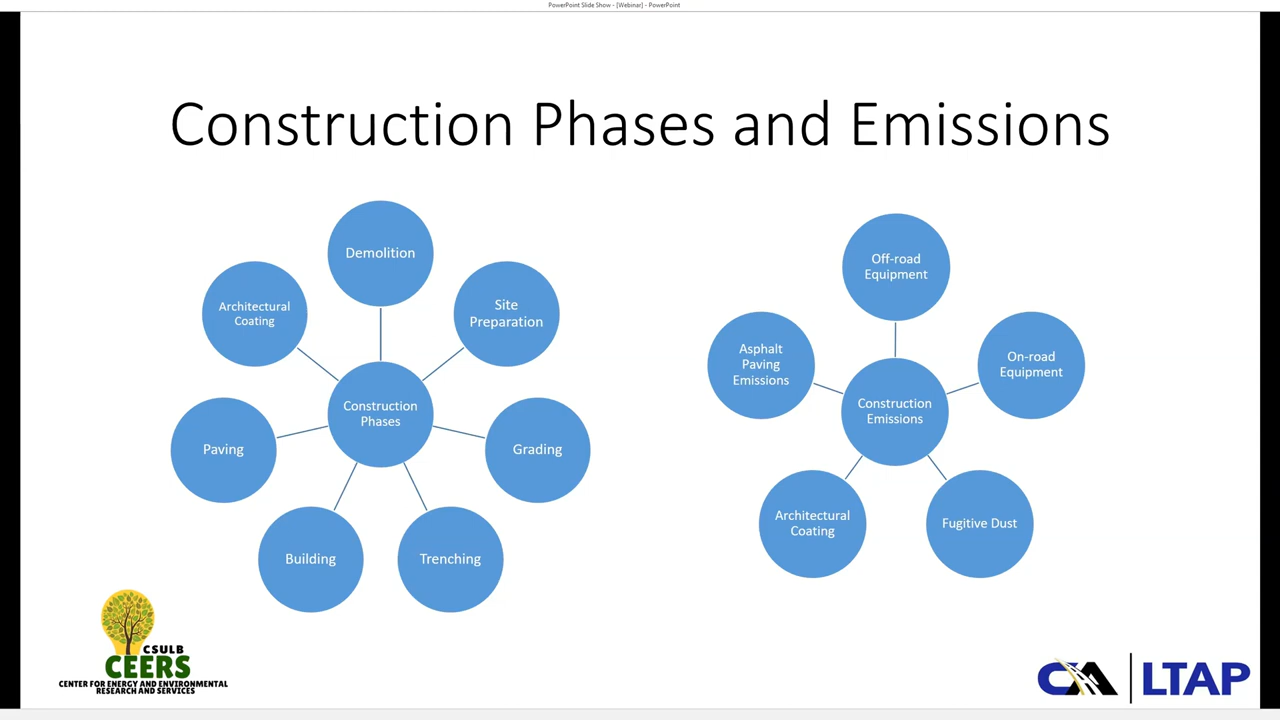 PowerPoint Slide Show - [Webinar] - PowerPoint
Construction Phases and Emissions
Demolition
Site
Preparation
Grading
Trenching
Building
Paving
Architectural
Coating
Construction
Phases
Off-road
Equipment
On-road
Equipment
Fugitive Dust
Architectural
Coating
Asphalt
Paving
Emissions
Construction
Emissions
CSULB
CEERS
CENTER FOR ENERGY AND ENVIRONMENTAL
RESEARCH AND SERVICES
CA LTAP